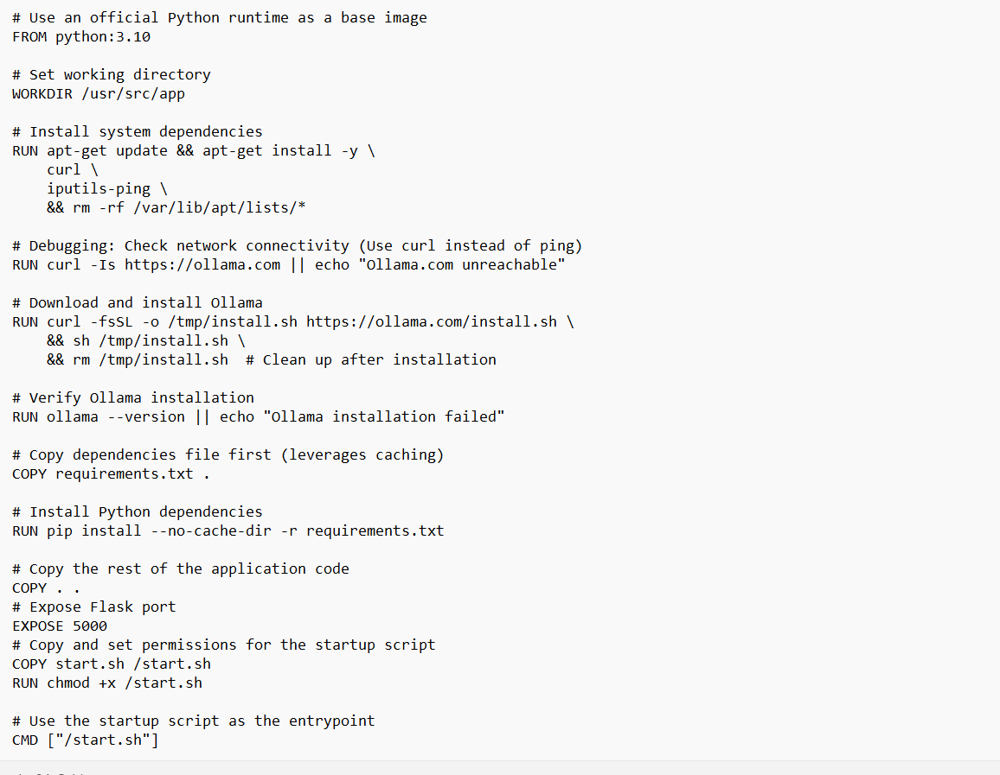 # Use an official Python runtime as a base image
FROM python:3.10
# Set working directory
WORKDIR /usr/src/app
# Install system dependencies
RUN apt-get update && apt-get install -y \
    curl \
    iputils-ping \
    && rm -rf /var/lib/apt/lists/*
# Debugging: Check network connectivity (Use curl instead of ping)
RUN curl -Is https://ollama.com || echo "Ollama.com unreachable"
# Download and install Ollama
RUN curl -fsSL -o /tmp/install.sh https://ollama.com/install.sh \
    && sh /tmp/install.sh \
    && rm /tmp/install.sh  # Clean up after installation
# Verify Ollama installation
RUN ollama --version || echo "Ollama installation failed"
# Copy dependencies file first (leverages caching)
COPY requirements.txt .
# Install Python dependencies
RUN pip install --no-cache-dir -r requirements.txt
# Copy the rest of the application code
COPY . .
# Expose Flask port
EXPOSE 5000
# Copy and set permissions for the startup script
COPY start.sh /start.sh
RUN chmod +x /start.sh
# Use the startup script as the entrypoint
CMD ["/start.sh"]